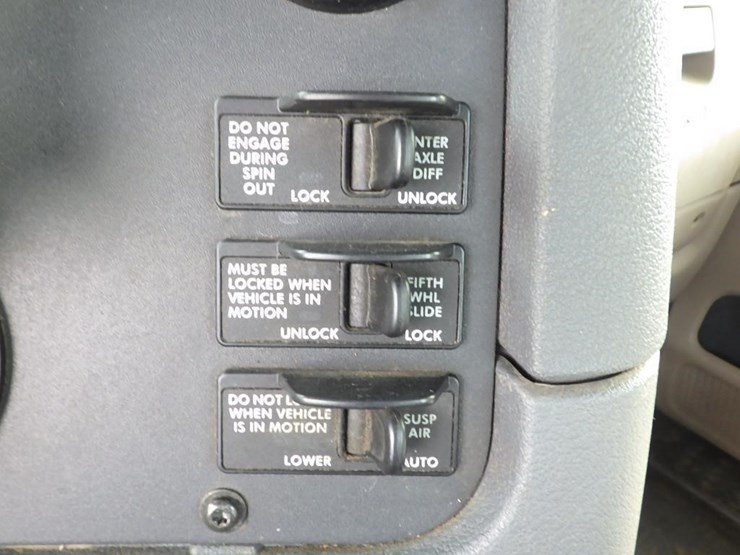 DO NOT
ENGAGE
DURING
SPIN
OUT
LOCK
NTER
AXLE
DIFF
UNLOCK
MUST BE
LOCKED WHEN
VEHICLE IS IN
MOTION
UNLOCK
FIFTH
WHL
SLIDE
LOCK
DO NOT L
WHEN VEHICLE
IS IN MOTION
LOWER
SUSP
AIR
AUTO